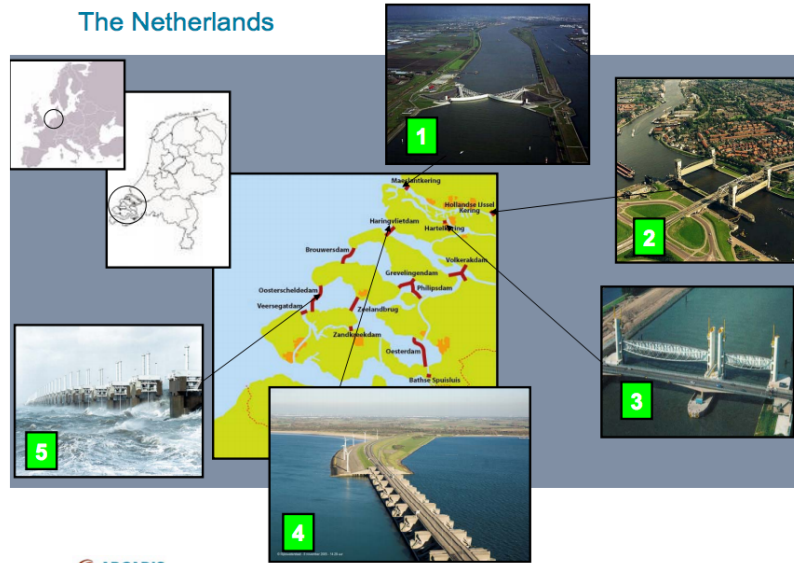 The Netherlands
1
Maeslantkering
Hollandse IJssel
Kering
Haringvlietdam
Hartelkering
2
Brouwersdam
Volkerakdam
Grevelingendam
Oosterscheldedam
Philipsdam
Veersegatdam
Zeelandbrug
Zandkreekdam
Oesterdam
3
Bathse Spuisluis
5
4